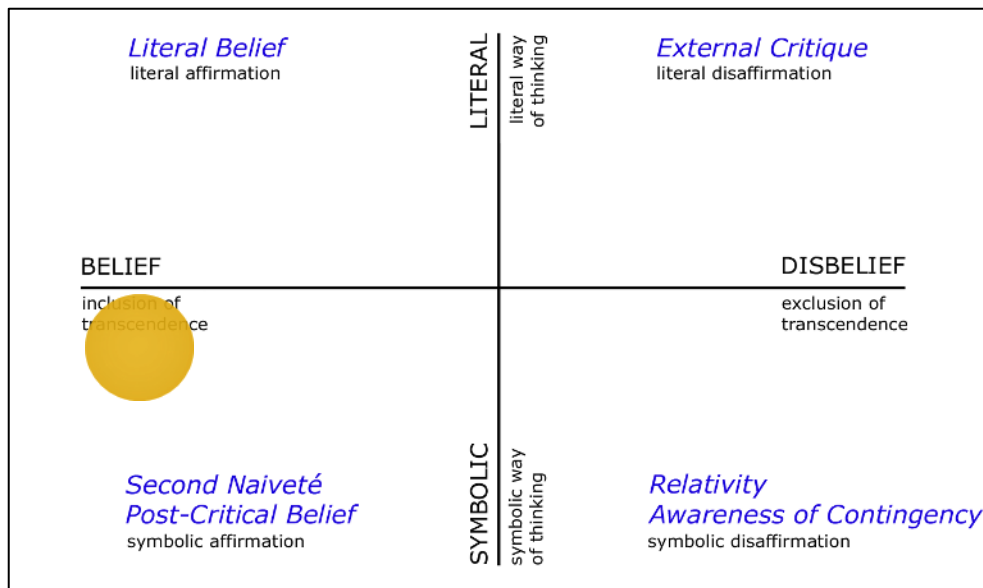 Literal Belief
literal affirmation
LITERAL
literal way
of thinking
External Critique
literal disaffirmation
BELIEF
inclusion of
transcendence
DISBELIEF
exclusion of
transcendence
Second Naiveté
Post-Critical Belief
symbolic affirmation
SYMBOLIC
symbolic way
of thinking
Relativity
Awareness of Contingency
symbolic disaffirmation